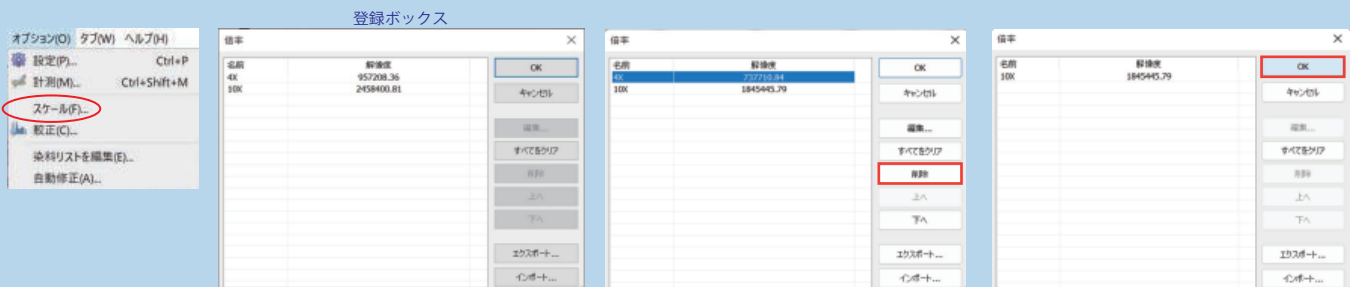 登録ボックス
オプション(O) タブ(W) ヘルプ(H)
設定(P)... Ctrl+P
計測(M)... Ctrl+Shift+M
スケール(F)...
較正(C)...
染料リストを編集(E)...
自動修正(A)...
倍率
名前 解像度
4X 957208.36
10X 2458400.81
OK
キャンセル
編集...
すべてをクリア
削除
上へ
下へ
エクスポート...
インポート...
倍率
名前 解像度
4X 737710.84
10X 1845445.79
OK
キャンセル
編集...
すべてをクリア
削除
上へ
下へ
エクスポート...
インポート...
倍率
名前 解像度
10X 1845445.79
OK
キャンセル
編集...
すべてをクリア
削除
上へ
下へ
エクスポート...
インポート...